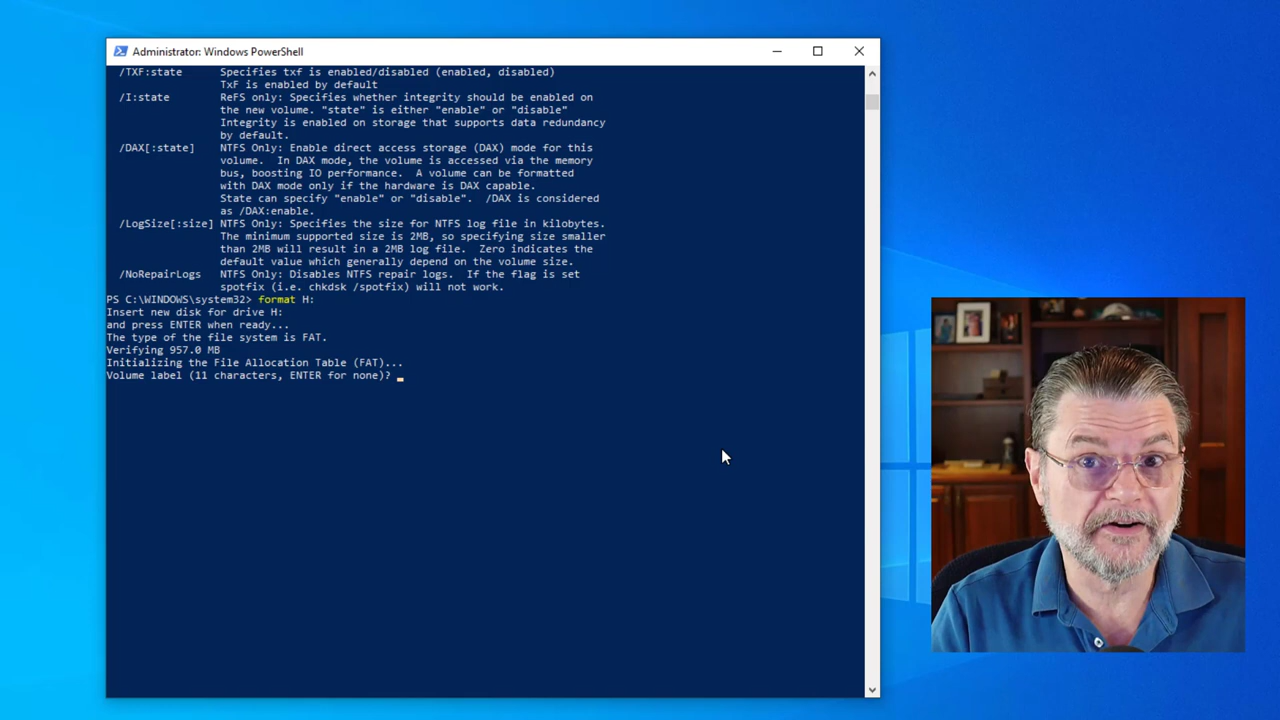 Administrator: Windows PowerShell
/TXF:state Specifies txf is enabled/disabled (enabled, disabled)
TxF is enabled by default
/I:state ReFS only: Specifies whether integrity should be enabled on
the new volume. "state" is either "enable" or "disable"
Integrity is enabled on storage that supports data redundancy
by default.
/DAX[:state] NTFS Only: Enable direct access storage (DAX) mode for this
volume. In DAX mode, the volume is accessed via the memory
bus, boosting IO performance. A volume can be formatted
with DAX mode only if the hardware is DAX capable.
State can specify "enable" or "disable". /DAX is considered
as /DAX:enable.
/LogSize[:size] NTFS Only: Specifies the size for NTFS log file in kilobytes.
The minimum supported size is 2MB, so specifying size smaller
than 2MB will result in a 2MB log file. Zero indicates the
default value which generally depend on the volume size.
/NoRepairLogs NTFS Only: Disables NTFS repair logs. If the flag is set
spotfix (i.e. chkdsk /spotfix) will not work.
PS C:\WINDOWS\system32> format H:
Insert new disk for drive H:
and press ENTER when ready...
The type of the file system is FAT.
Verifying 957.0 MB
Initializing the File Allocation Table (FAT)...
Volume label (11 characters, ENTER for none)?